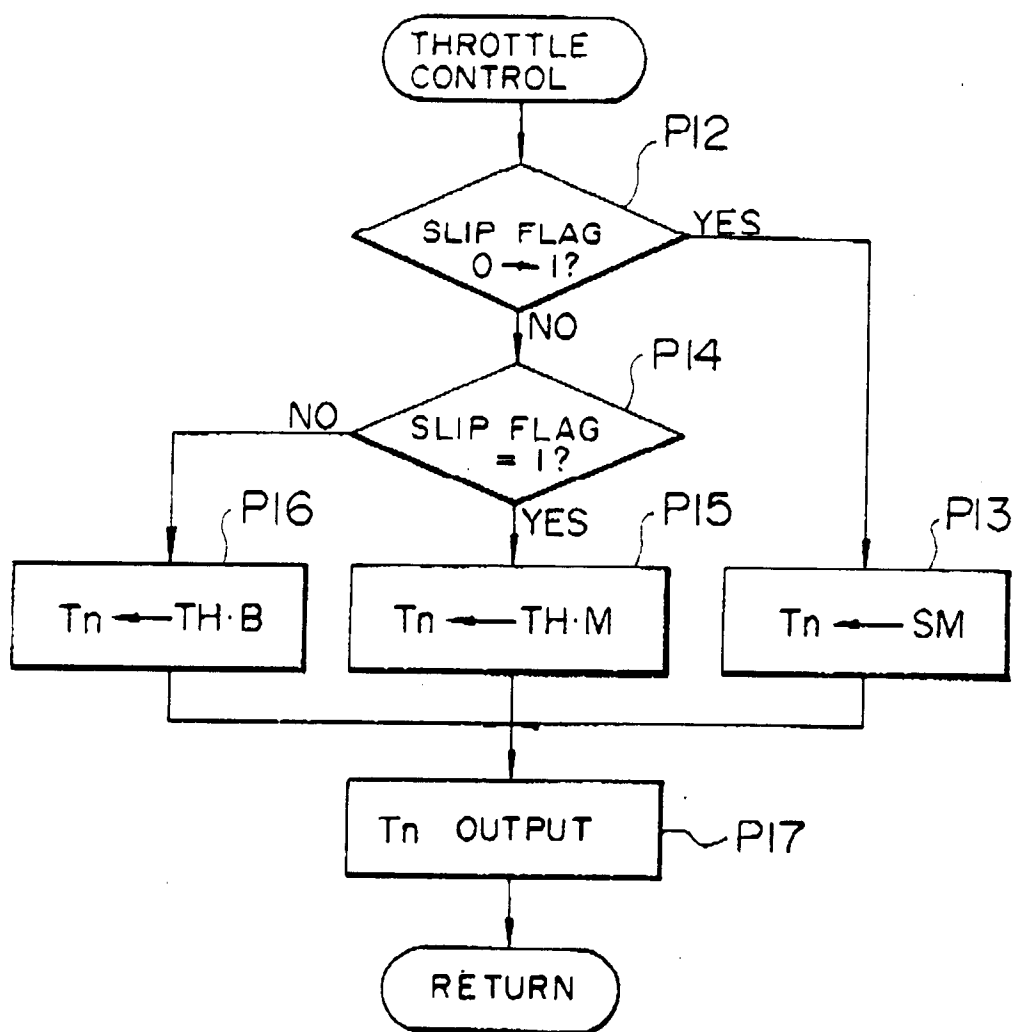 THROTTLE
CONTROL
P12
SLIP FLAG
0 ← 1?
YES
NO
P14
SLIP FLAG
= 1?
NO
YES
P16
P15
P13
Tn ← TH·B
Tn ← TH·M
Tn ← SM
Tn OUTPUT
P17
RETURN